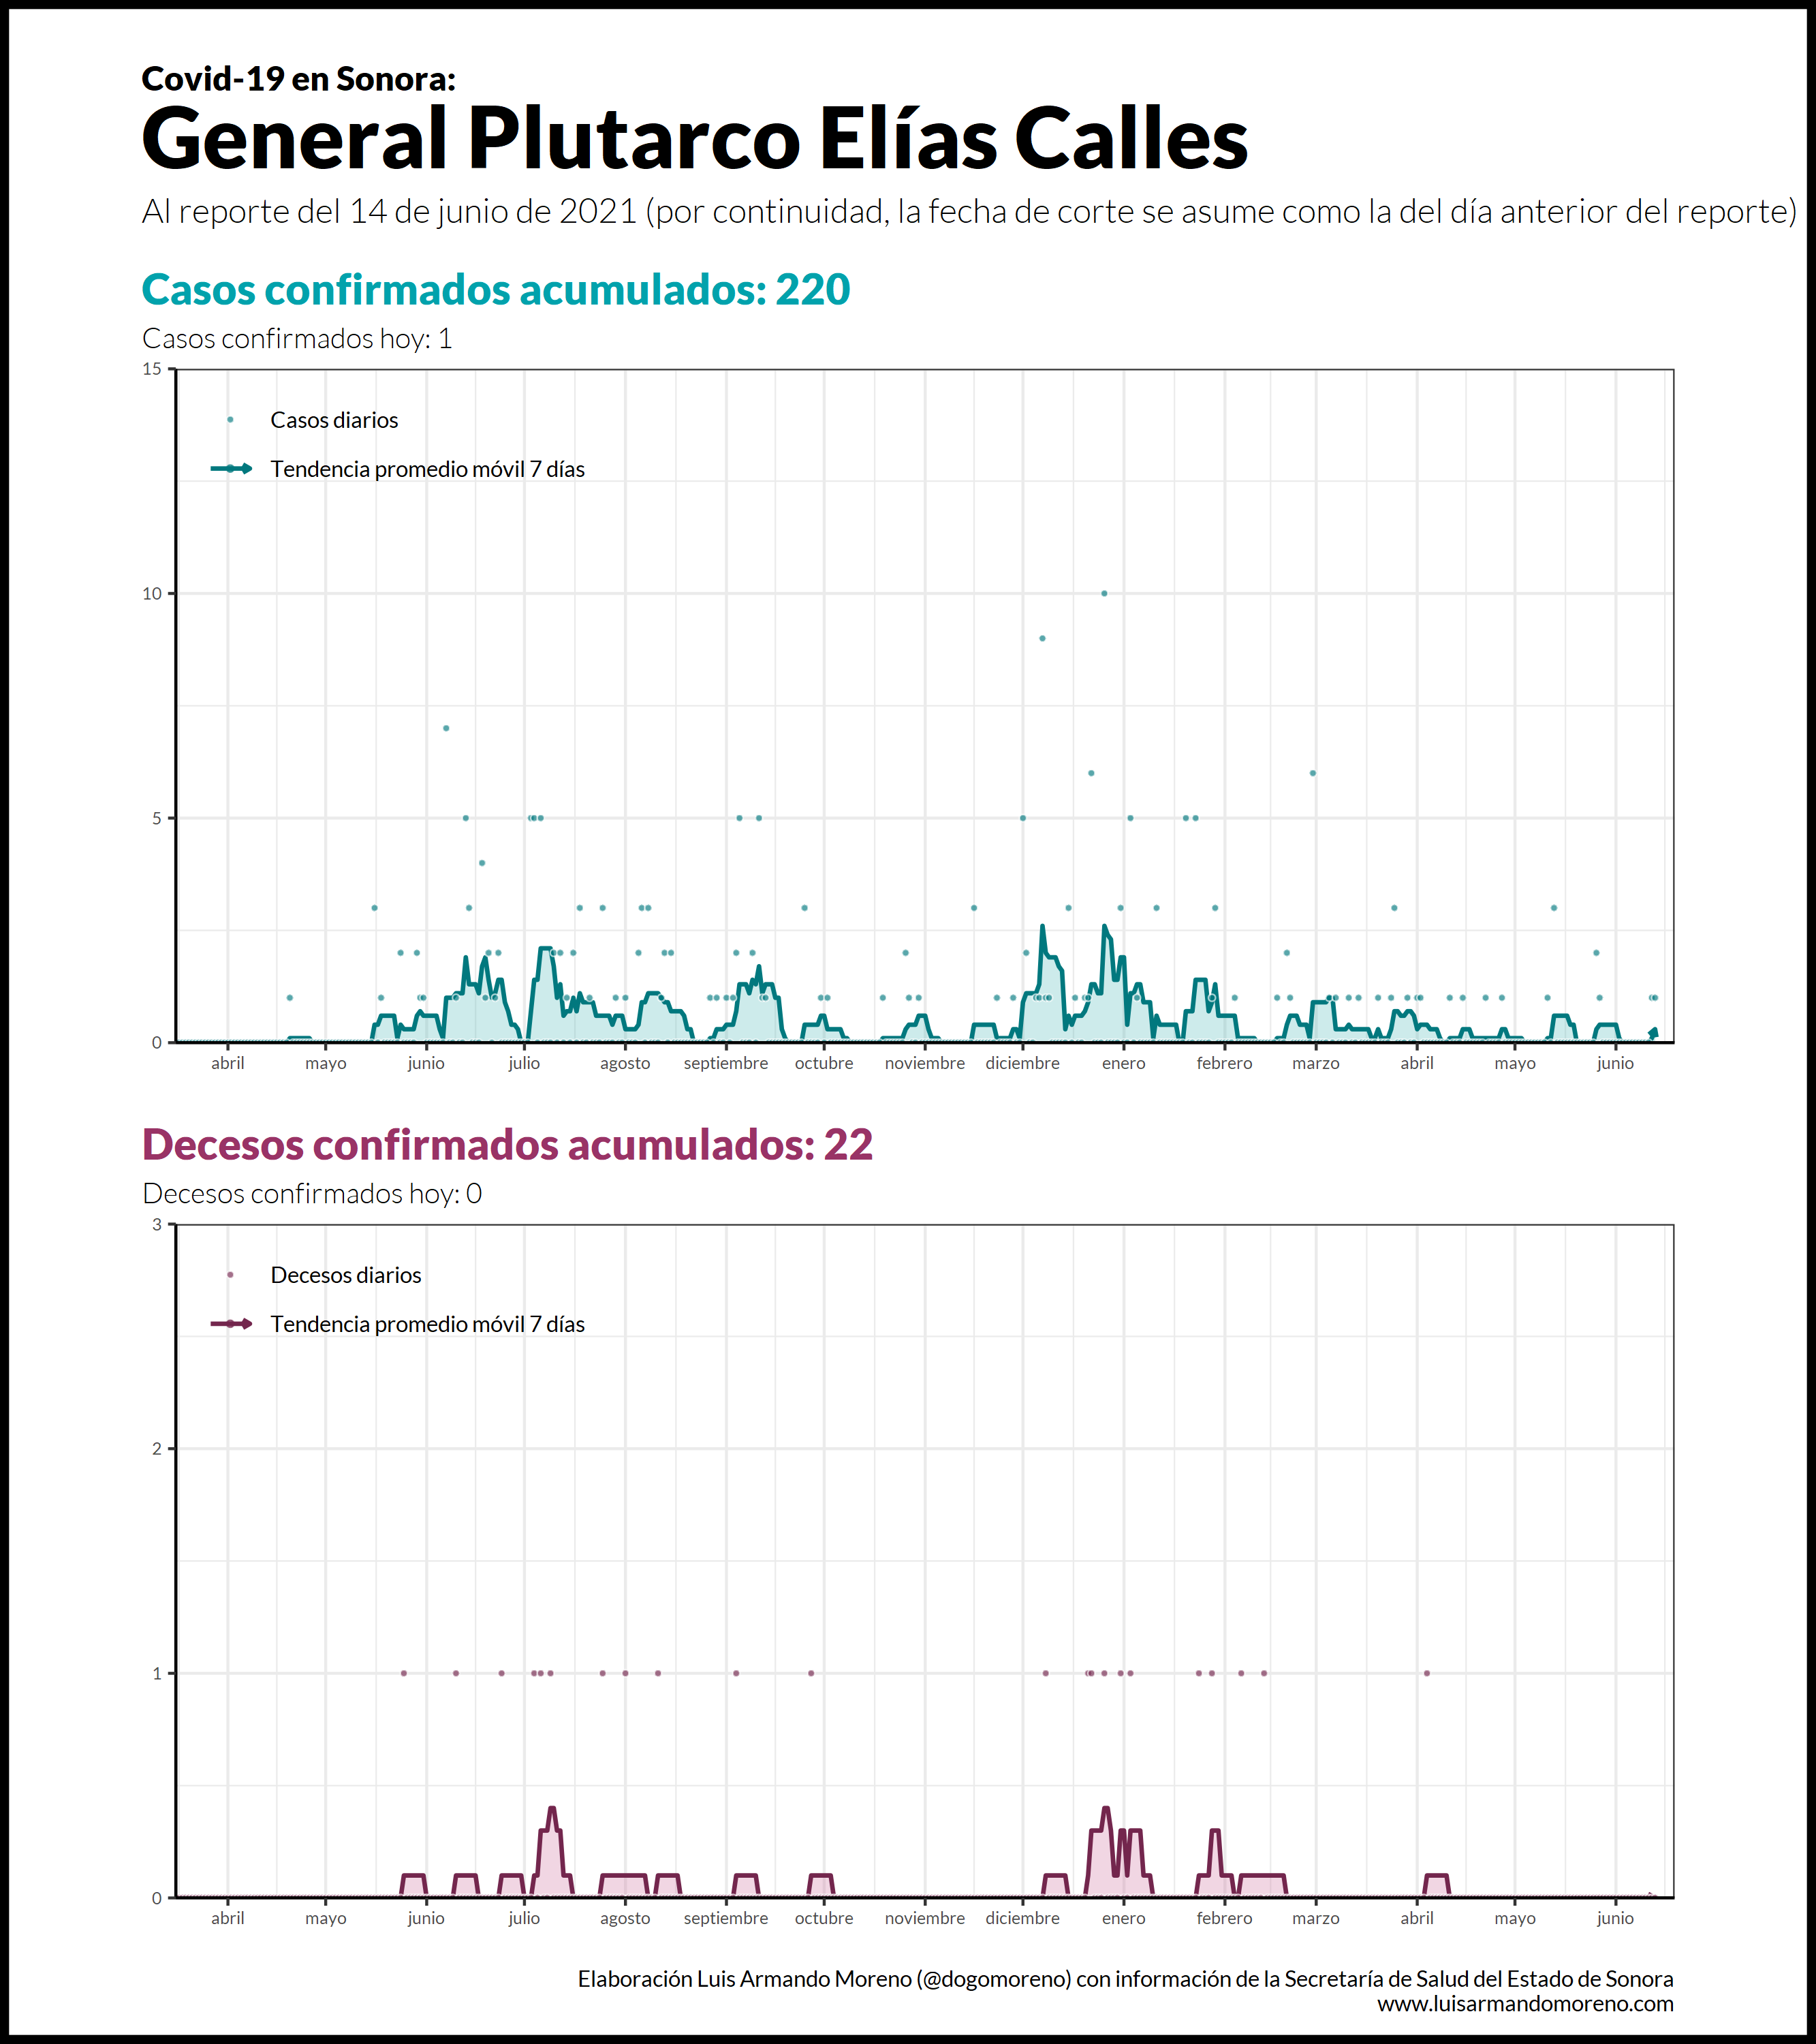 Covid-19 en Sonora:
General Plutarco Elías Calles
Al reporte del 14 de junio de 2021 (por continuidad, la fecha de corte se asume como la del día anterior del reporte)
Casos confirmados acumulados: 220
Casos confirmados hoy: 1
15
Casos diarios
Tendencia promedio móvil 7 días
10
5
0
abril mayo junio julio agosto septiembre octubre noviembre diciembre enero febrero marzo abril mayo junio
Decesos confirmados acumulados: 22
Decesos confirmados hoy: 0
3
Decesos diarios
Tendencia promedio móvil 7 días
2
1
0
abril mayo junio julio agosto septiembre octubre noviembre diciembre enero febrero marzo abril mayo junio
Elaboración Luis Armando Moreno (@dogomoreno) con información de la Secretaría de Salud del Estado de Sonora
www.luisarmandomoreno.com